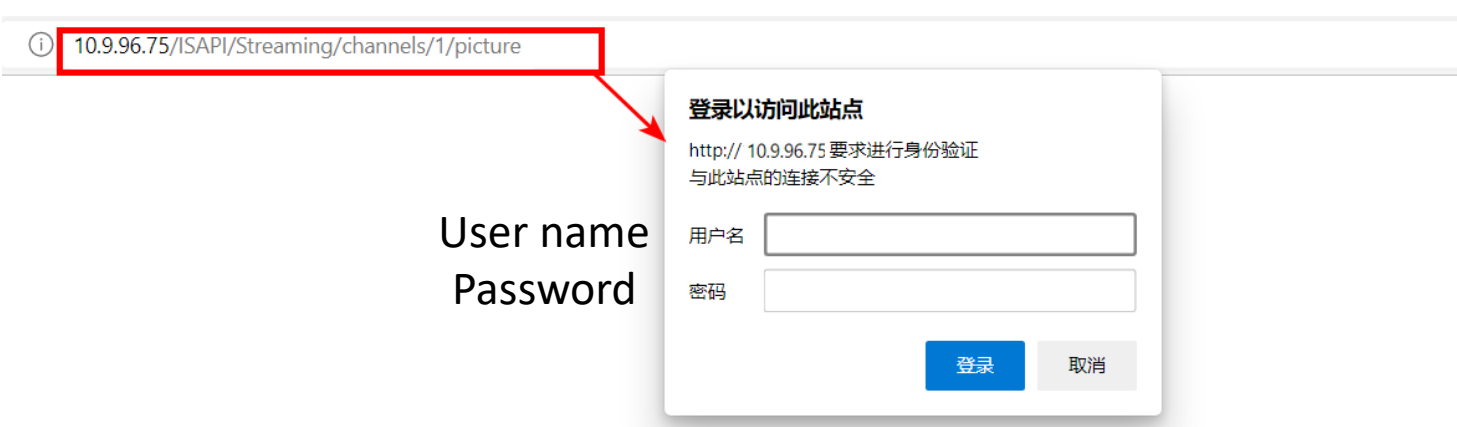 10.9.96.75/ISAPI/Streaming/channels/1/picture
登录以访问此站点
http:// 10.9.96.75 要求进行身份验证
与此站点的连接不安全
User name
用户名
Password
密码
登录
取消